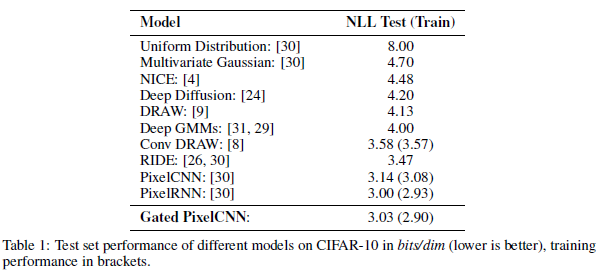 Model NLL Test (Train)
Uniform Distribution: [30] 8.00
Multivariate Gaussian: [30] 4.70
NICE: [4] 4.48
Deep Diffusion: [24] 4.20
DRAW: [9] 4.13
Deep GMMs: [31, 29] 4.00
Conv DRAW: [8] 3.58 (3.57)
RIDE: [26, 30] 3.47
PixelCNN: [30] 3.14 (3.08)
PixelRNN: [30] 3.00 (2.93)
Gated PixelCNN: 3.03 (2.90)
Table 1: Test set performance of different models on CIFAR-10 in bits/dim (lower is better), training
performance in brackets.